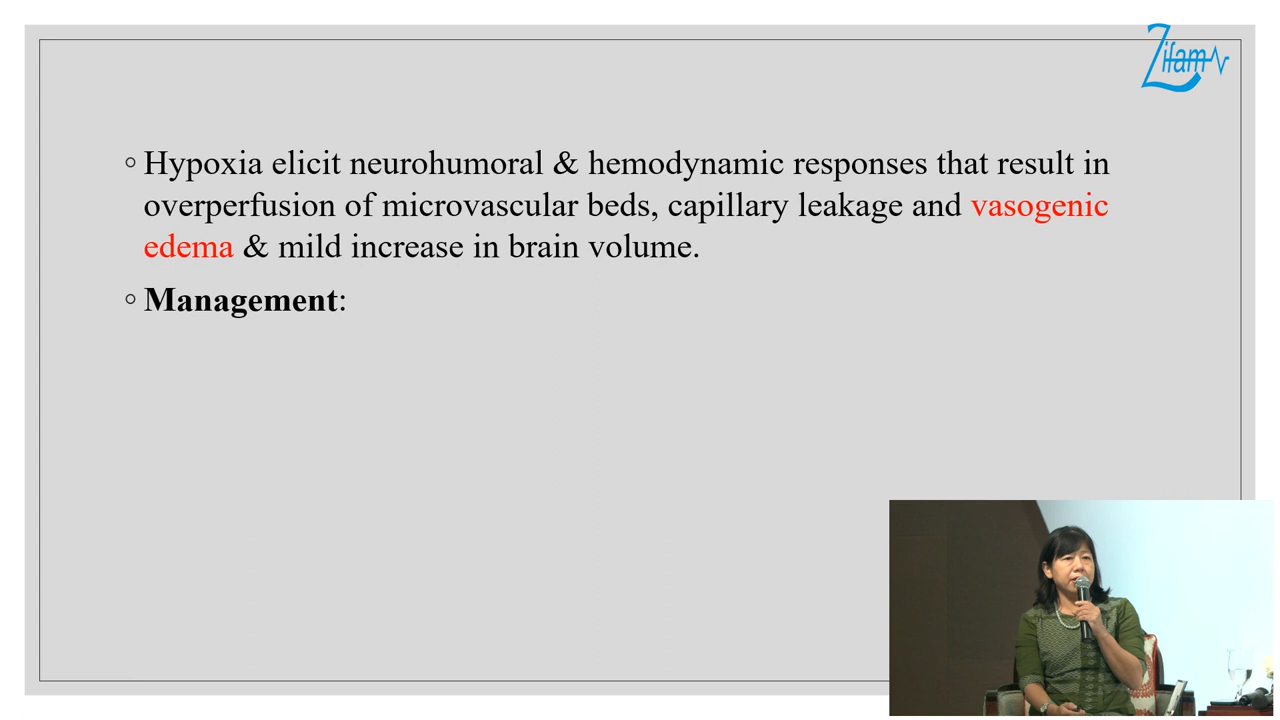 Zifam
◦ Hypoxia elicit neurohumoral & hemodynamic responses that result in
overperfusion of microvascular beds, capillary leakage and vasogenic
edema & mild increase in brain volume.
◦ Management: